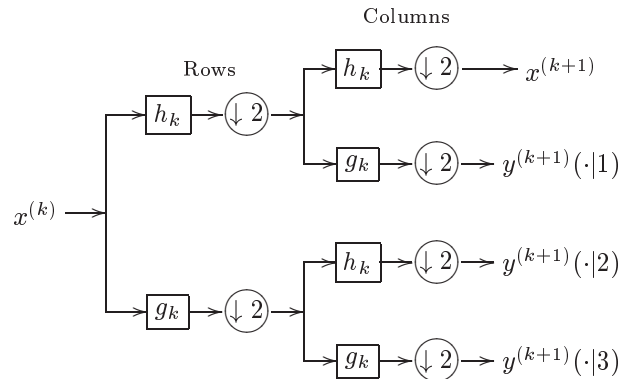 Columns
Rows
h_k ↓ 2 x^{(k+1)}
h_k ↓ 2
g_k ↓ 2 y^{(k+1)}(·|1)
x^{(k)}
h_k ↓ 2 y^{(k+1)}(·|2)
g_k ↓ 2
g_k ↓ 2 y^{(k+1)}(·|3)